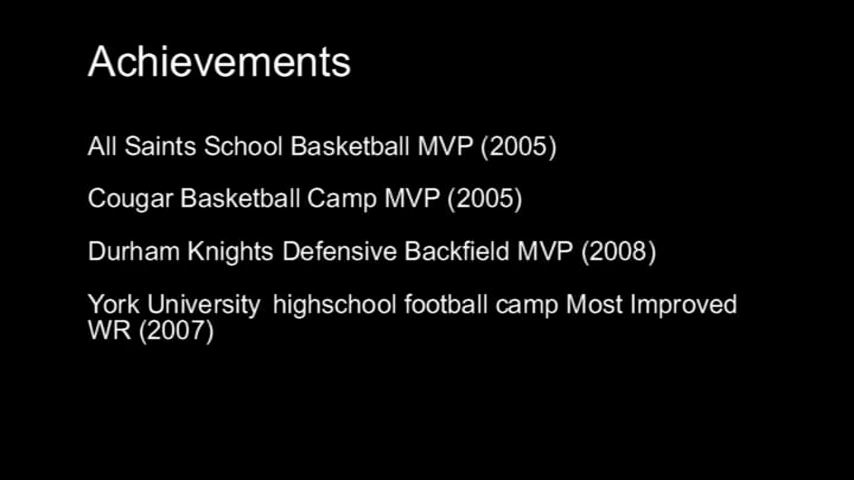 Achievements
All Saints School Basketball MVP (2005)
Cougar Basketball Camp MVP (2005)
Durham Knights Defensive Backfield MVP (2008)
York University highschool football camp Most Improved
WR (2007)